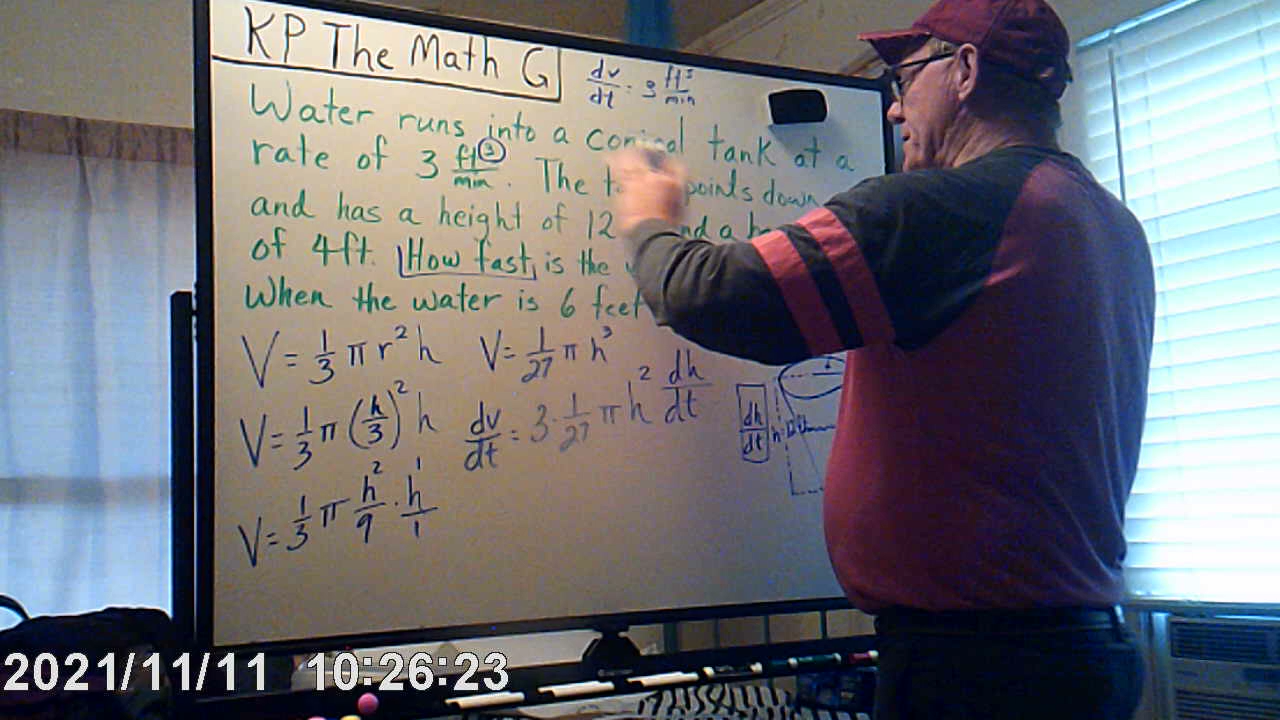 KP The Math G
dv/dt = 3 ft³/min
Water runs into a conical tank at a
rate of 3 ft³/min. The points down
and has a height of 12
of 4ft. How fast is the
When the water is 6 feet
V = 1/3 π r² h
V = 1/27 π h³
V = 1/3 π (h/3)² h
dv/dt = 3 · 1/27 π h² dh/dt
dh/dt
V = 1/3 π h²/9 · h¹/1
2021/11/11 10:26:23